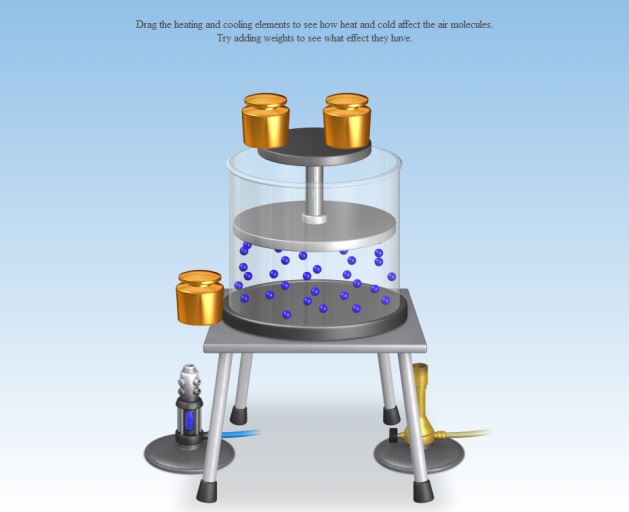 Drag the heating and cooling elements to see how heat and cold affect the air molecules.
Try adding weights to see what effect they have.